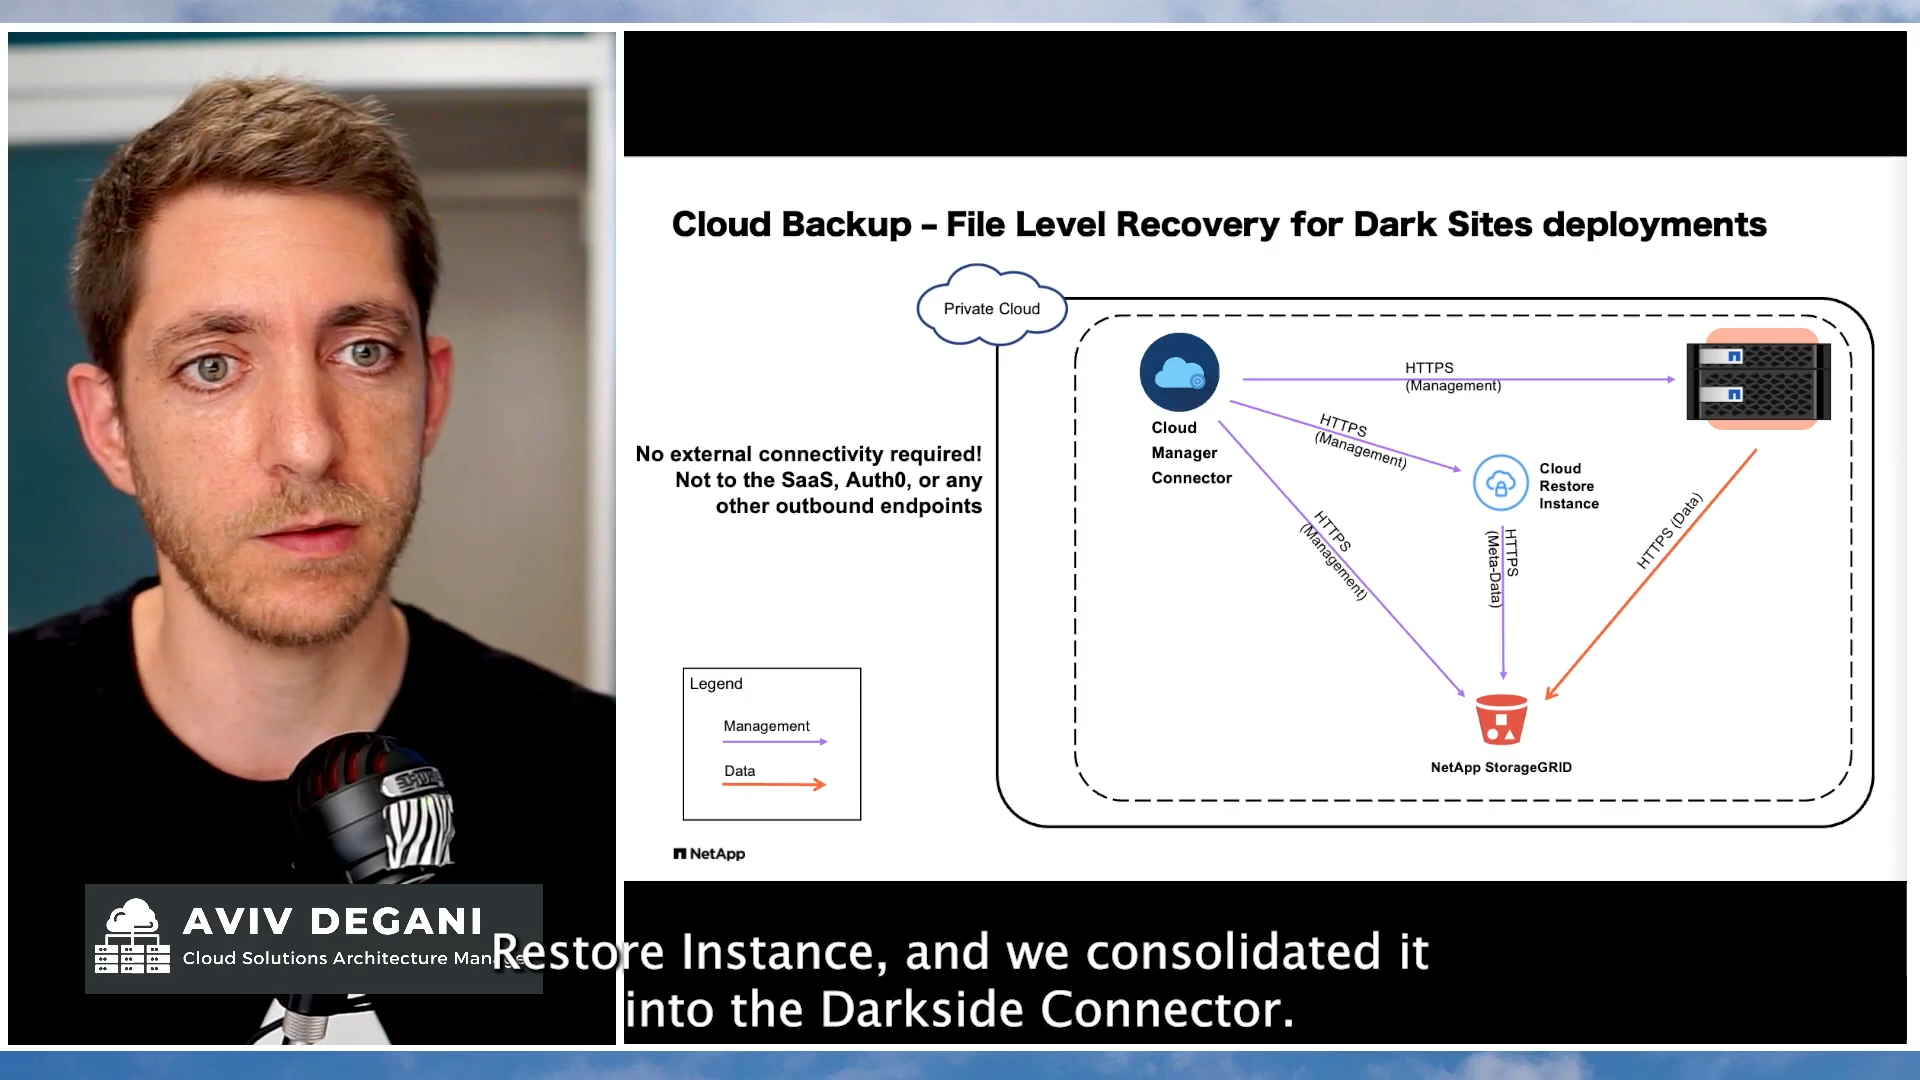 Cloud Backup – File Level Recovery for Dark Sites deployments
Private Cloud
No external connectivity required!
Not to the SaaS, Auth0, or any
other outbound endpoints
Cloud
Manager
Connector
HTTPS
(Management)
HTTPS
(Management)
HTTPS
(Management)
Cloud
Restore
Instance
HTTPS
(Meta-Data)
HTTPS (Data)
NetApp StorageGRID
Legend
Management
Data
NetApp
AVIV DEGANI
Cloud Solutions Architecture
Restore Instance, and we consolidated it
into the Darkside Connector.